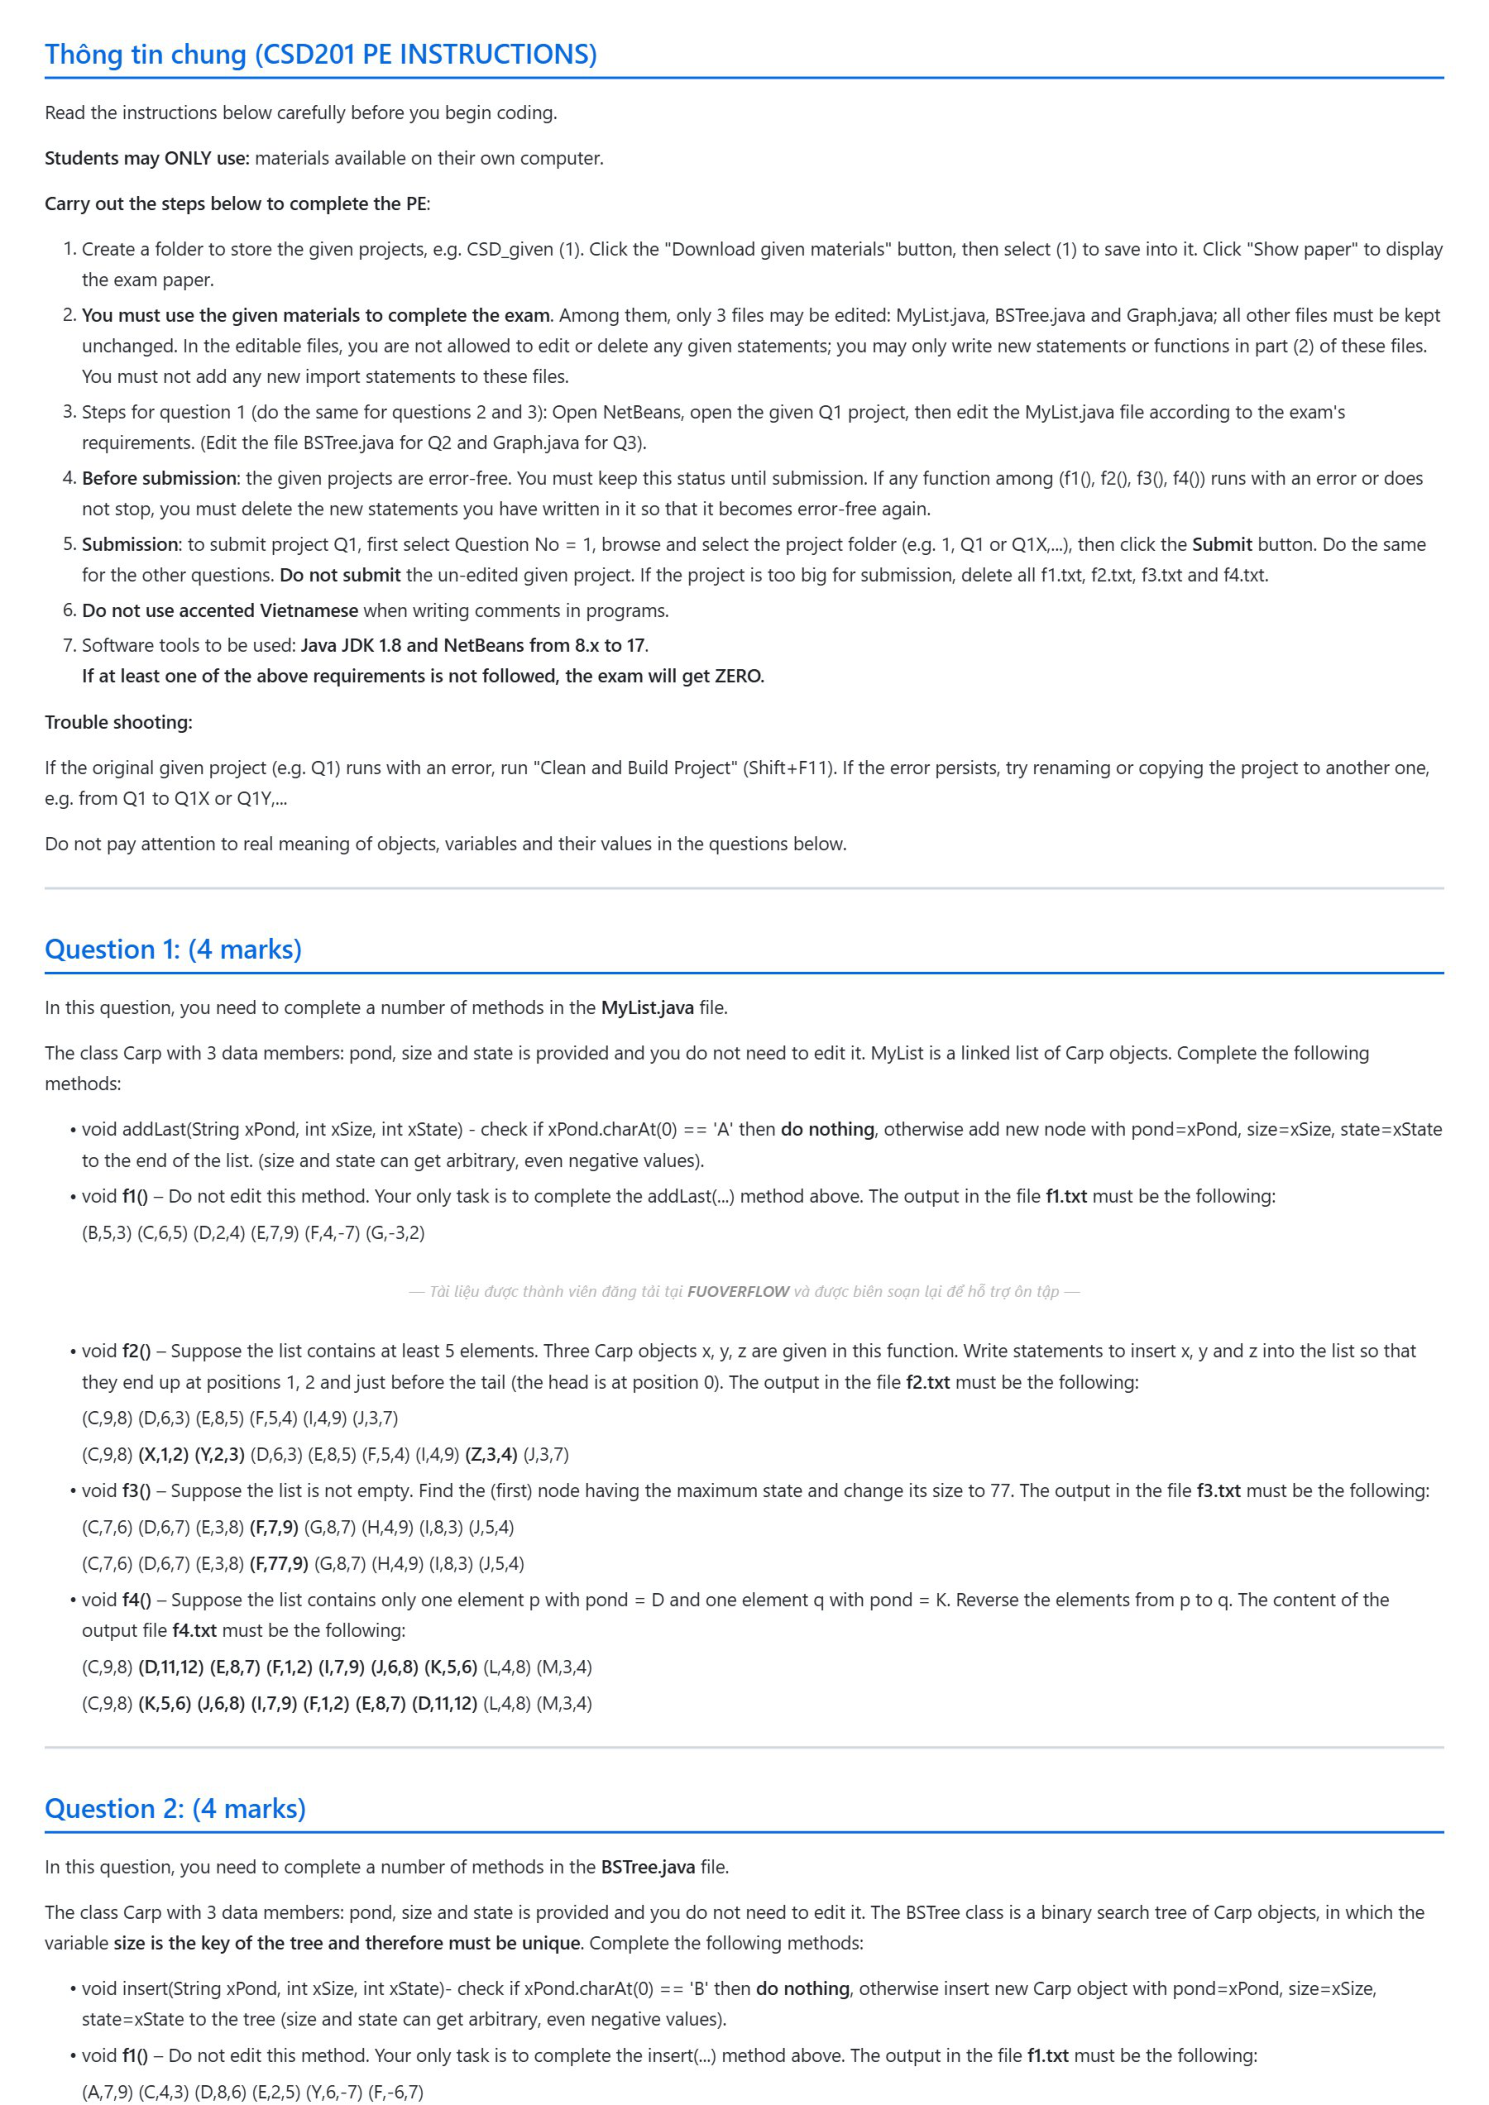 Thông tin chung (CSD201 PE INSTRUCTIONS)
Read the instructions below carefully before you begin coding.
Students may ONLY use: materials available on their own computer.
Carry out the steps below to complete the PE:
1. Create a folder to store the given projects, e.g. CSD_given (1). Click the "Download given materials" button, then select (1) to save into it. Click "Show paper" to display
the exam paper.
2. You must use the given materials to complete the exam. Among them, only 3 files may be edited: MyList.java, BSTree.java and Graph.java; all other files must be kept
unchanged. In the editable files, you are not allowed to edit or delete any given statements; you may only write new statements or functions in part (2) of these files.
You must not add any new import statements to these files.
3. Steps for question 1 (do the same for questions 2 and 3): Open NetBeans, open the given Q1 project, then edit the MyList.java file according to the exam's
requirements. (Edit the file BSTree.java for Q2 and Graph.java for Q3).
4. Before submission: the given projects are error-free. You must keep this status until submission. If any function among (f1(), f2(), f3(), f4()) runs with an error or does
not stop, you must delete the new statements you have written in it so that it becomes error-free again.
5. Submission: to submit project Q1, first select Question No = 1, browse and select the project folder (e.g. 1, Q1 or Q1X,...), then click the Submit button. Do the same
for the other questions. Do not submit the un-edited given project. If the project is too big for submission, delete all f1.txt, f2.txt, f3.txt and f4.txt.
6. Do not use accented Vietnamese when writing comments in programs.
7. Software tools to be used: Java JDK 1.8 and NetBeans from 8.x to 17.
If at least one of the above requirements is not followed, the exam will get ZERO.
Trouble shooting:
If the original given project (e.g. Q1) runs with an error, run "Clean and Build Project" (Shift+F11). If the error persists, try renaming or copying the project to another one,
e.g. from Q1 to Q1X or Q1Y,...
Do not pay attention to real meaning of objects, variables and their values in the questions below.
Question 1: (4 marks)
In this question, you need to complete a number of methods in the MyList.java file.
The class Carp with 3 data members: pond, size and state is provided and you do not need to edit it. MyList is a linked list of Carp objects. Complete the following
methods:
• void addLast(String xPond, int xSize, int xState) - check if xPond.charAt(0) == 'A' then do nothing, otherwise add new node with pond=xPond, size=xSize, state=xState
to the end of the list. (size and state can get arbitrary, even negative values).
• void f1() – Do not edit this method. Your only task is to complete the addLast(...) method above. The output in the file f1.txt must be the following:
(B,5,3) (C,6,5) (D,2,4) (E,7,9) (F,4,-7) (G,-3,2)
— Tài liệu được thành viên đăng tải tại FUOVERFLOW và được biên soạn lại để hỗ trợ ôn tập —
• void f2() – Suppose the list contains at least 5 elements. Three Carp objects x, y, z are given in this function. Write statements to insert x, y and z into the list so that
they end up at positions 1, 2 and just before the tail (the head is at position 0). The output in the file f2.txt must be the following:
(C,9,8) (D,6,3) (E,8,5) (F,5,4) (I,4,9) (J,3,7)
(C,9,8) (X,1,2) (Y,2,3) (D,6,3) (E,8,5) (F,5,4) (I,4,9) (Z,3,4) (J,3,7)
• void f3() – Suppose the list is not empty. Find the (first) node having the maximum state and change its size to 77. The output in the file f3.txt must be the following:
(C,7,6) (D,6,7) (E,3,8) (F,7,9) (G,8,7) (H,4,9) (I,8,3) (J,5,4)
(C,7,6) (D,6,7) (E,3,8) (F,77,9) (G,8,7) (H,4,9) (I,8,3) (J,5,4)
• void f4() – Suppose the list contains only one element p with pond = D and one element q with pond = K. Reverse the elements from p to q. The content of the
output file f4.txt must be the following:
(C,9,8) (D,11,12) (E,8,7) (F,1,2) (I,7,9) (J,6,8) (K,5,6) (L,4,8) (M,3,4)
(C,9,8) (K,5,6) (J,6,8) (I,7,9) (F,1,2) (E,8,7) (D,11,12) (L,4,8) (M,3,4)
Question 2: (4 marks)
In this question, you need to complete a number of methods in the BSTree.java file.
The class Carp with 3 data members: pond, size and state is provided and you do not need to edit it. The BSTree class is a binary search tree of Carp objects, in which the
variable size is the key of the tree and therefore must be unique. Complete the following methods:
• void insert(String xPond, int xSize, int xState)- check if xPond.charAt(0) == 'B' then do nothing, otherwise insert new Carp object with pond=xPond, size=xSize,
state=xState to the tree (size and state can get arbitrary, even negative values).
• void f1() – Do not edit this method. Your only task is to complete the insert(...) method above. The output in the file f1.txt must be the following:
(A,7,9) (C,4,3) (D,8,6) (E,2,5) (Y,6,-7) (F,-6,7)